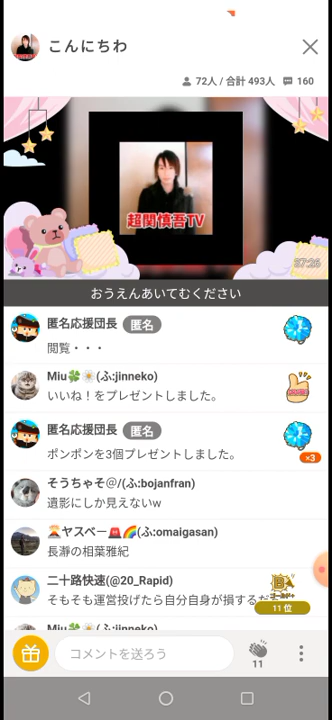 こんにちわ
72人 / 合計 493人 160
超関慎吾TV
37:26
おうえんあいてむください
匿名応援団長 匿名
閲覧・・・
Miu🍀🌼(ふ:jinneko)
いいね！をプレゼントしました。
匿名応援団長 匿名
ポンポンを3個プレゼントしました。
×3
そうちゃそ@/(ふ:bojanfran)
遺影にしか見えないw
🌋ヤスベー🚨🌈(ふ:omaigasan)
長瀞の相葉雅紀
二十路快速(@20_Rapid)
そもそも運営投げたら自分自身が損するだ
11 位
Miu🍀🌼(ふ:jinneko)
コメントを送ろう
11